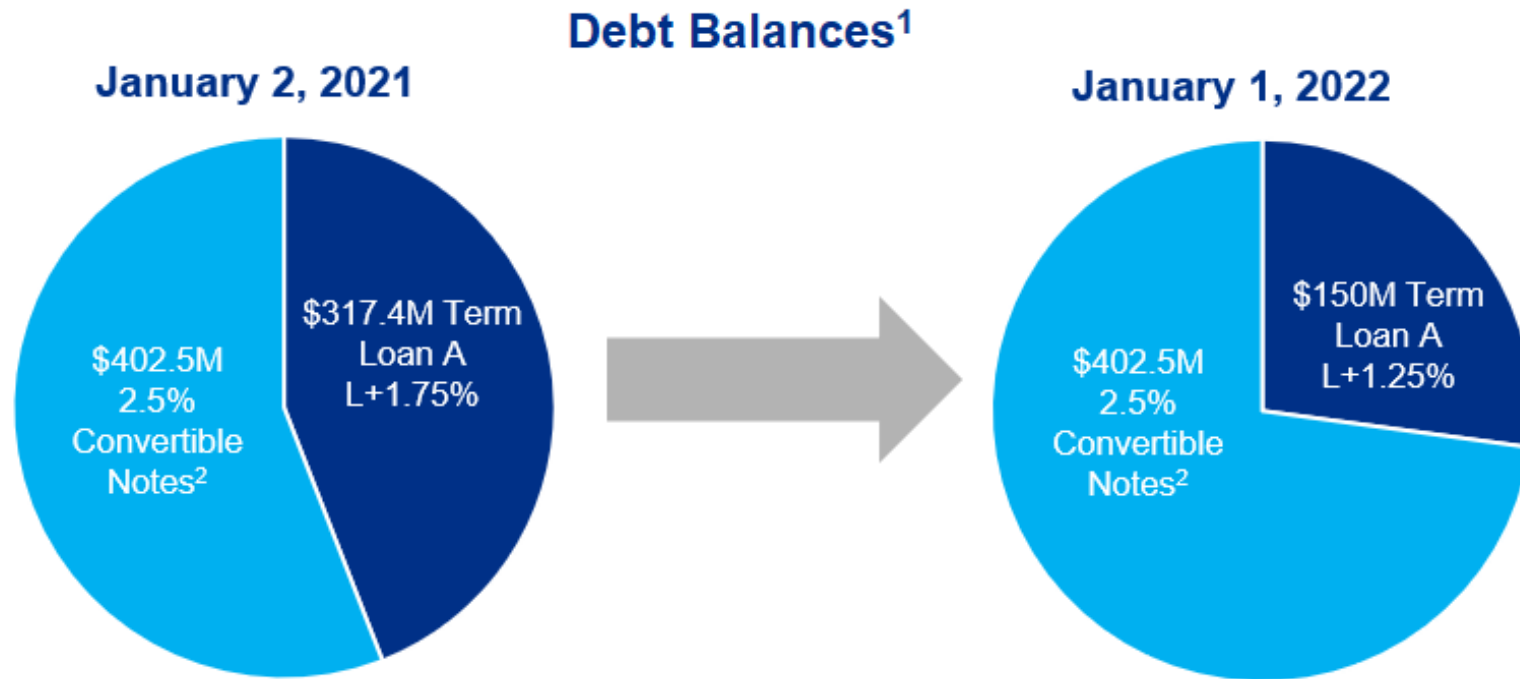 Debt Balances¹
January 2, 2021
$402.5M
2.5%
Convertible
Notes²
$317.4M Term
Loan A
L+1.75%
January 1, 2022
$402.5M
2.5%
Convertible
Notes²
$150M Term
Loan A
L+1.25%